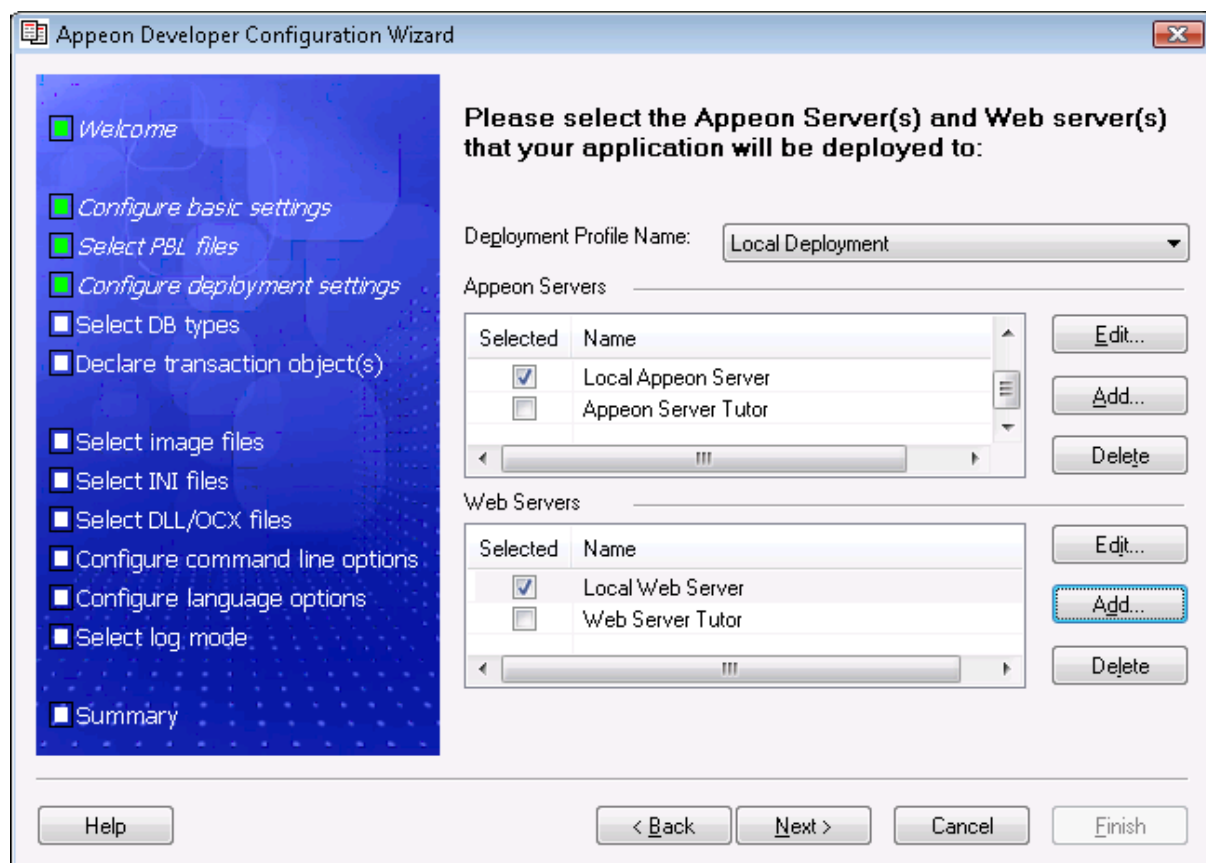 Appeon Developer Configuration Wizard
Welcome
Configure basic settings
Select PBL files
Configure deployment settings
Select DB types
Declare transaction object(s)
Select image files
Select INI files
Select DLL/OCX files
Configure command line options
Configure language options
Select log mode
Summary
Please select the Appeon Server(s) and Web server(s)
that your application will be deployed to:
Deployment Profile Name: Local Deployment
Appeon Servers
Selected Name
Local Appeon Server
Appeon Server Tutor
Edit...
Add...
Delete
Web Servers
Selected Name
Local Web Server
Web Server Tutor
Edit...
Add...
Delete
Help < Back Next > Cancel Finish